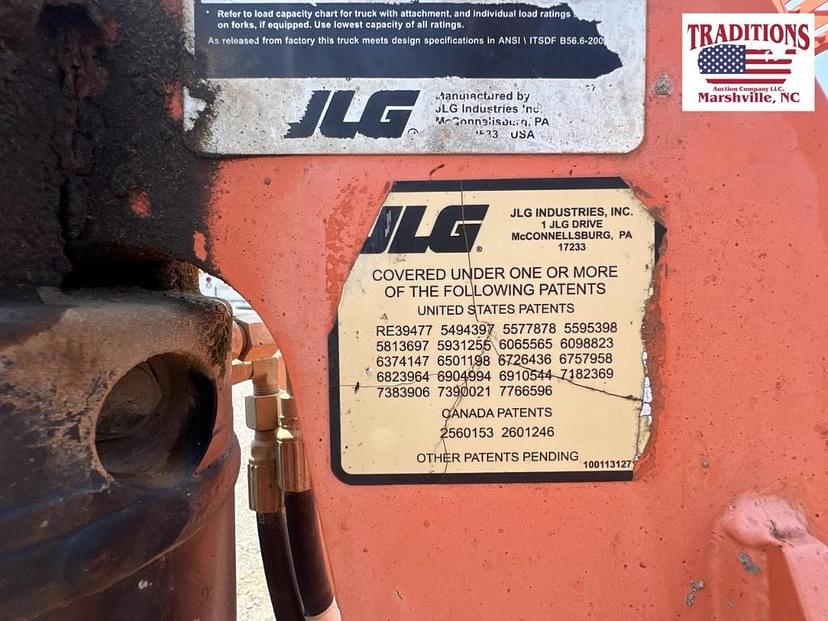 * Refer to load capacity chart for truck with attachment, and individual load ratings
on forks, if equipped. Use lowest capacity of all ratings.
As released from factory this truck meets design specifications in ANSI \ ITSDF B56.6-200
JLG
Manufactured by
JLG Industries Inc.
McConnellsburg, PA
USA
TRADITIONS
Auction Company LLC.
Marshville, NC
JLG®
JLG INDUSTRIES, INC.
1 JLG DRIVE
McCONNELLSBURG, PA
17233
COVERED UNDER ONE OR MORE
OF THE FOLLOWING PATENTS
UNITED STATES PATENTS
RE39477 5494397 5577878 5595398
5813697 5931255 6065565 6098823
6374147 6501198 6726436 6757958
6823964 6904994 6910544 7182369
7383906 7390021 7766596
CANADA PATENTS
2560153 2601246
OTHER PATENTS PENDING
100113127